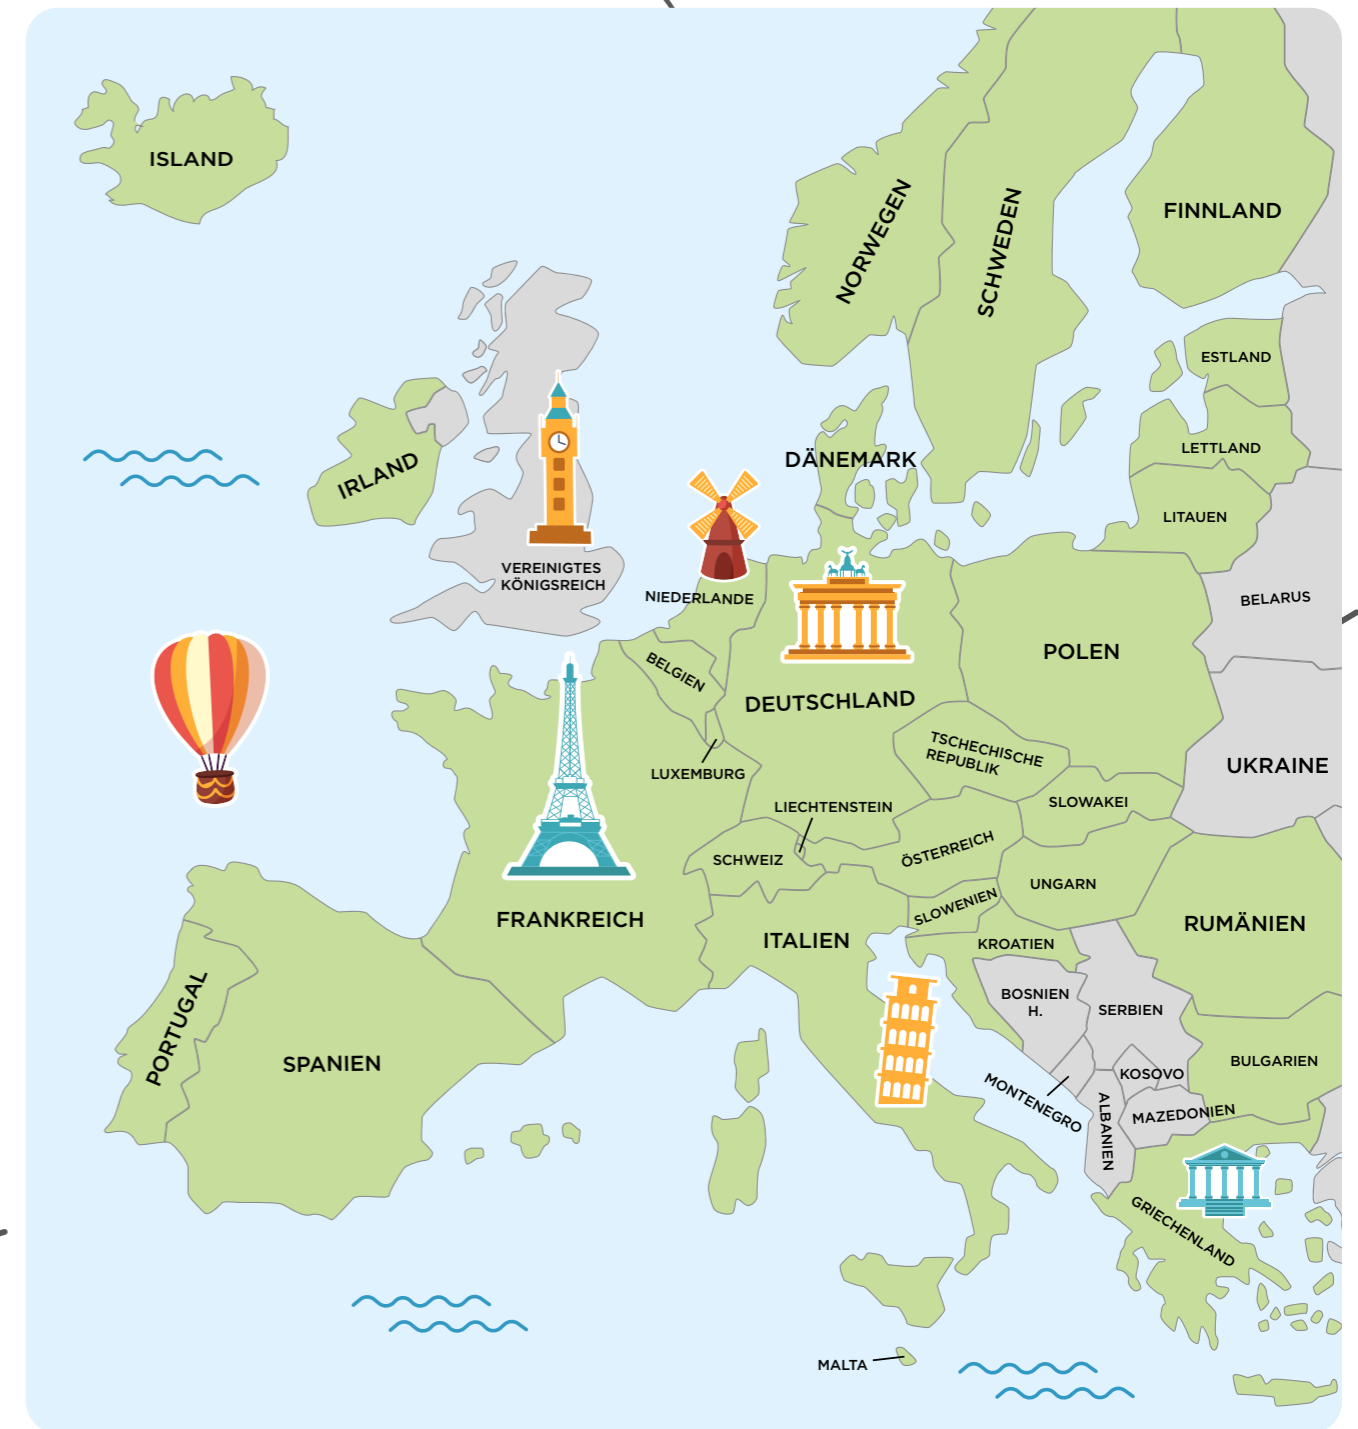 ISLAND
NORWEGEN
SCHWEDEN
FINNLAND
ESTLAND
LETTLAND
LITAUEN
DÄNEMARK
IRLAND
VEREINIGTES
KÖNIGSREICH
NIEDERLANDE
BELARUS
POLEN
BELGIEN
DEUTSCHLAND
TSCHECHISCHE
REPUBLIK
UKRAINE
LUXEMBURG
LIECHTENSTEIN
SLOWAKEI
SCHWEIZ
ÖSTERREICH
UNGARN
FRANKREICH
ITALIEN
SLOWENIEN
RUMÄNIEN
KROATIEN
BOSNIEN
H.
SERBIEN
PORTUGAL
SPANIEN
BULGARIEN
KOSOVO
MONTENEGRO
ALBANIEN
MAZEDONIEN
GRIECHENLAND
MALTA